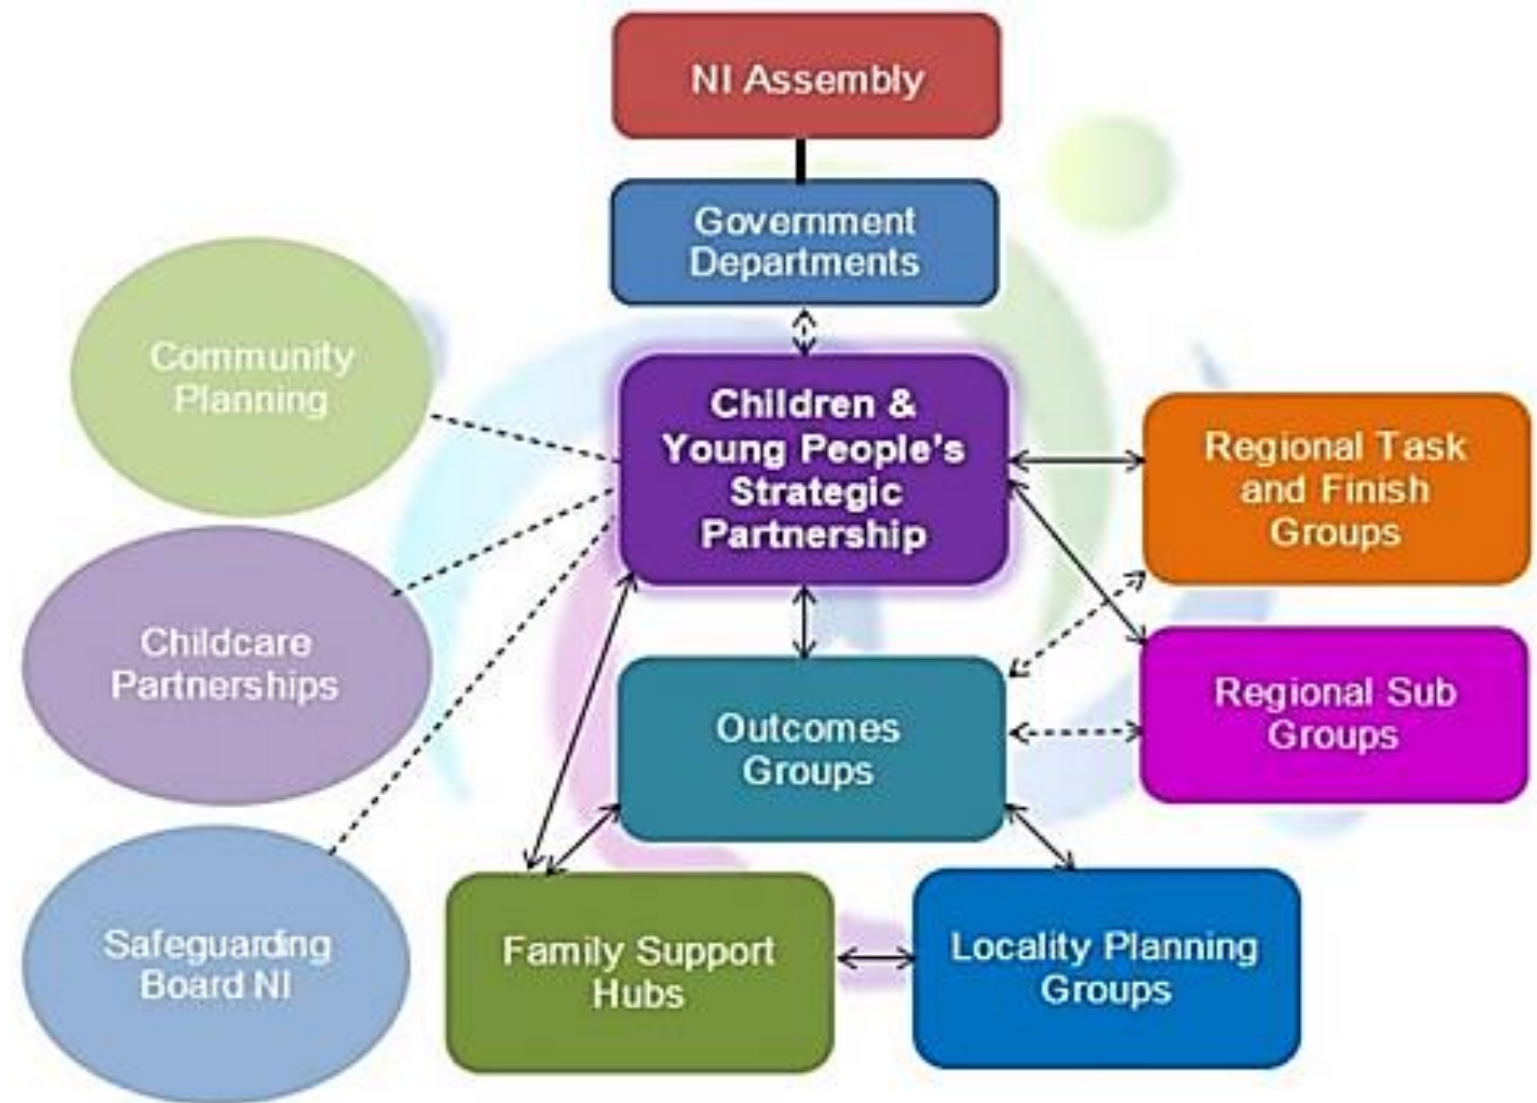 NI Assembly
Government
Departments
Community
Planning
Children &
Young People's
Strategic
Partnership
Regional Task
and Finish
Groups
Childcare
Partnerships
Outcomes
Groups
Regional Sub
Groups
Safeguarding
Board NI
Family Support
Hubs
Locality Planning
Groups